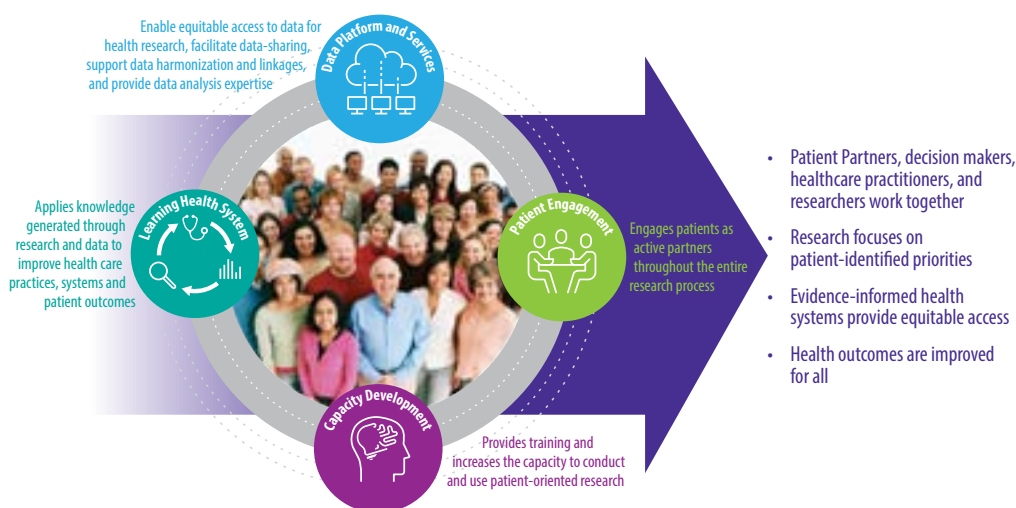 Enable equitable access to data for
health research, facilitate data-sharing,
support data harmonization and linkages,
and provide data analysis expertise
Data Platform and Services
Applies knowledge
generated through
research and data to
improve health care
practices, systems and
patient outcomes
Learning Health System
Patient Engagement
Engages patients as
active partners
throughout the entire
research process
Capacity Development
Provides training and
increases the capacity to conduct
and use patient-oriented research
• Patient Partners, decision makers,
healthcare practitioners, and
researchers work together
• Research focuses on
patient-identified priorities
• Evidence-informed health
systems provide equitable access
• Health outcomes are improved
for all